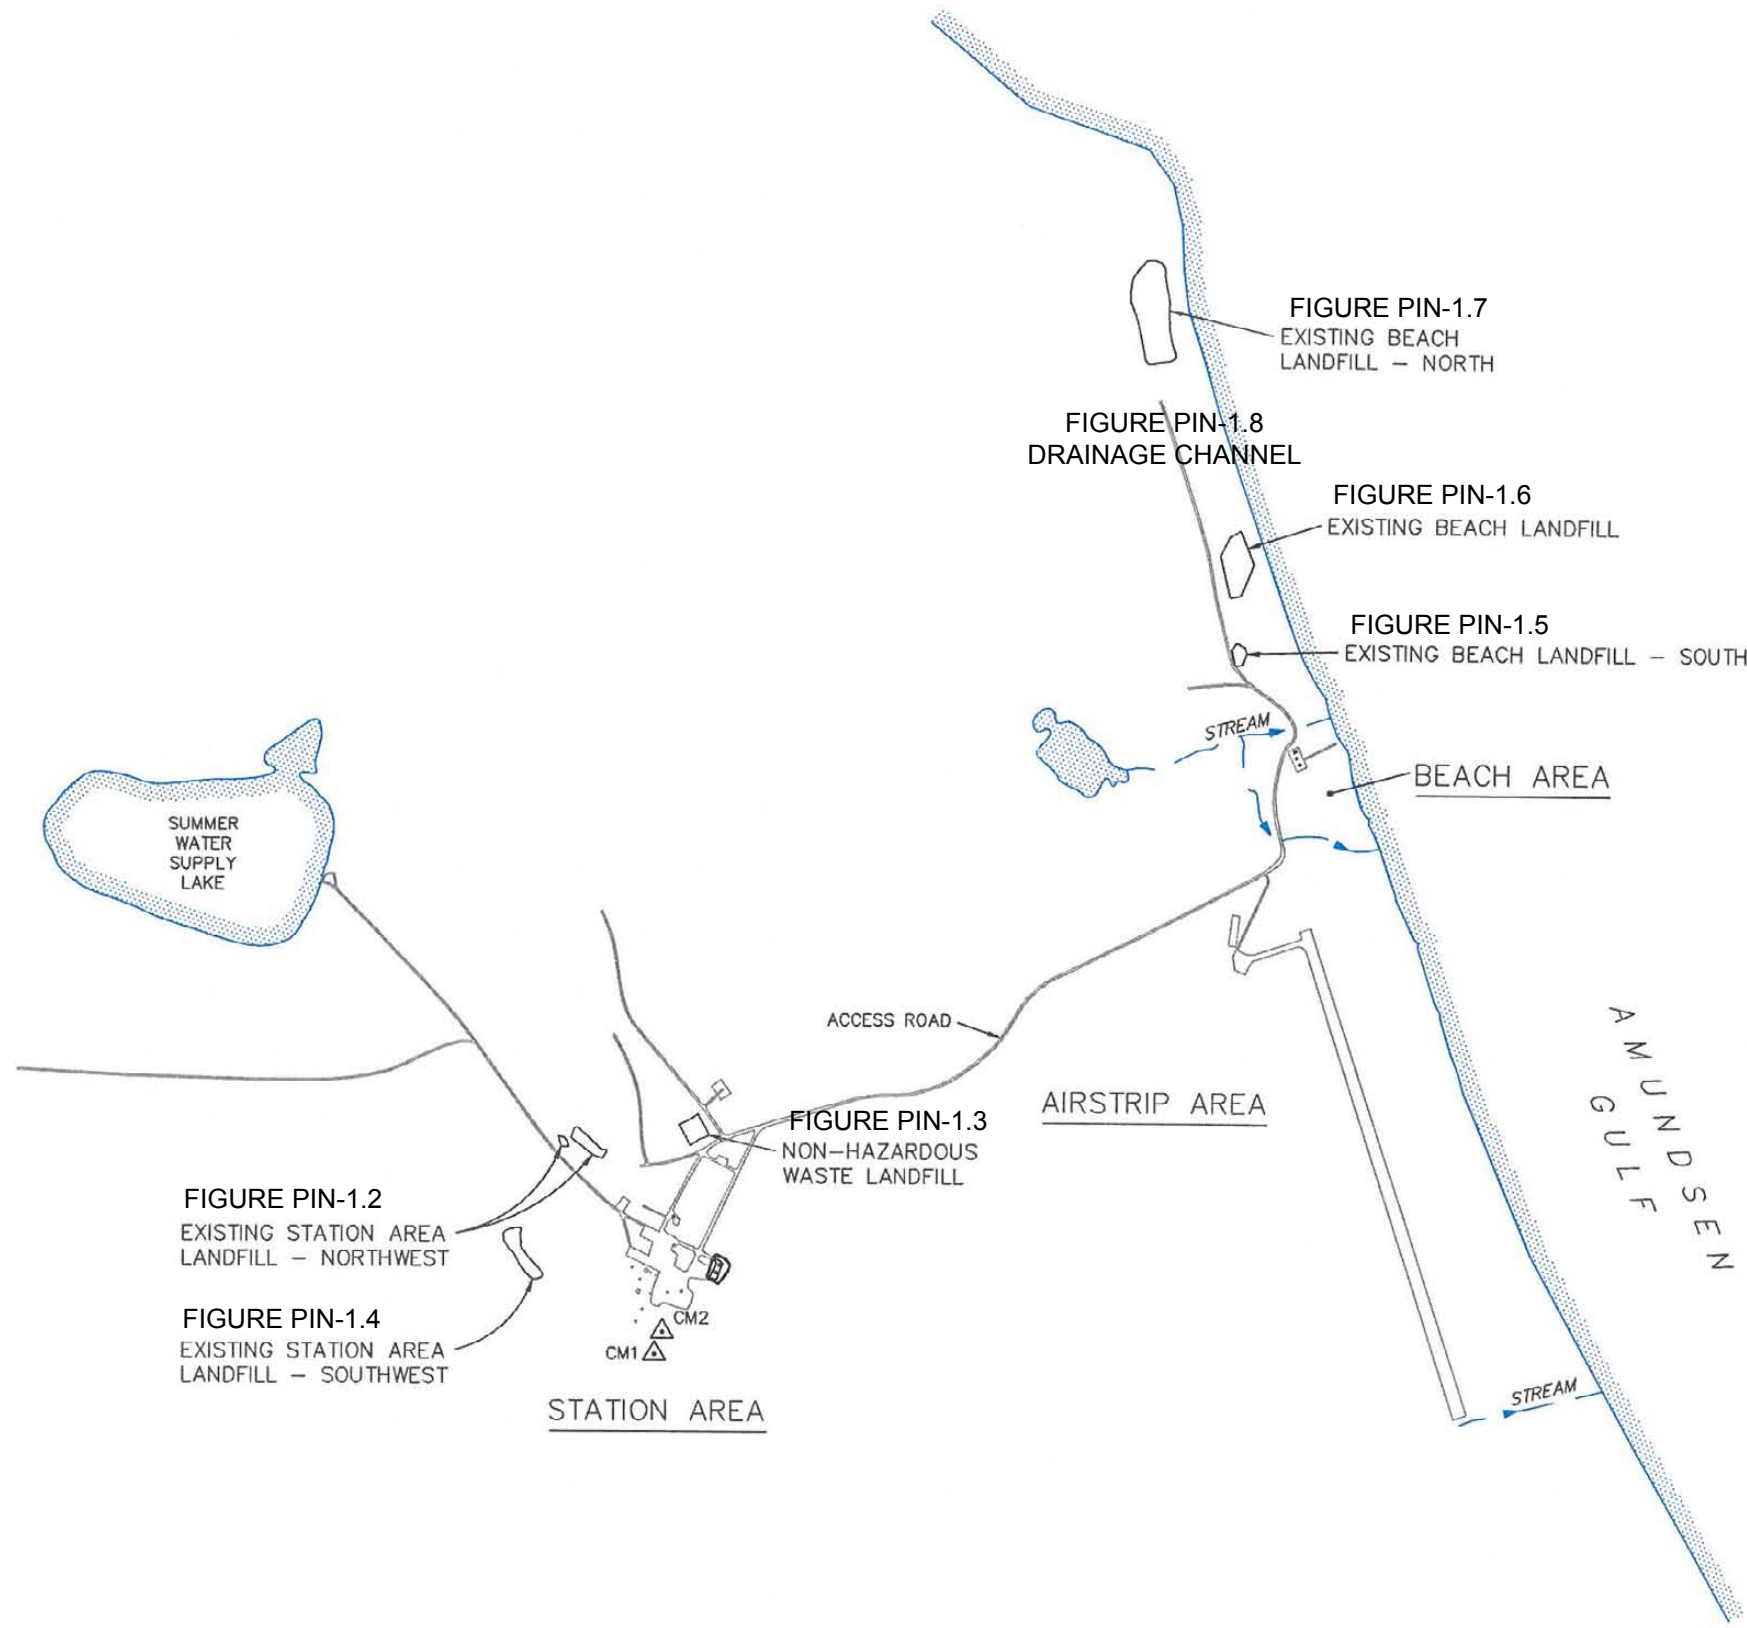 FIGURE PIN-1.7
EXISTING BEACH
LANDFILL – NORTH
FIGURE PIN-1.8
DRAINAGE CHANNEL
FIGURE PIN-1.6
EXISTING BEACH LANDFILL
FIGURE PIN-1.5
EXISTING BEACH LANDFILL – SOUTH
STREAM
BEACH AREA
SUMMER
WATER
SUPPLY
LAKE
ACCESS ROAD
AMUNDSEN
GULF
AIRSTRIP AREA
FIGURE PIN-1.3
NON-HAZARDOUS
WASTE LANDFILL
FIGURE PIN-1.2
EXISTING STATION AREA
LANDFILL – NORTHWEST
FIGURE PIN-1.4
EXISTING STATION AREA
LANDFILL – SOUTHWEST
CM2
CM1
STREAM
STATION AREA